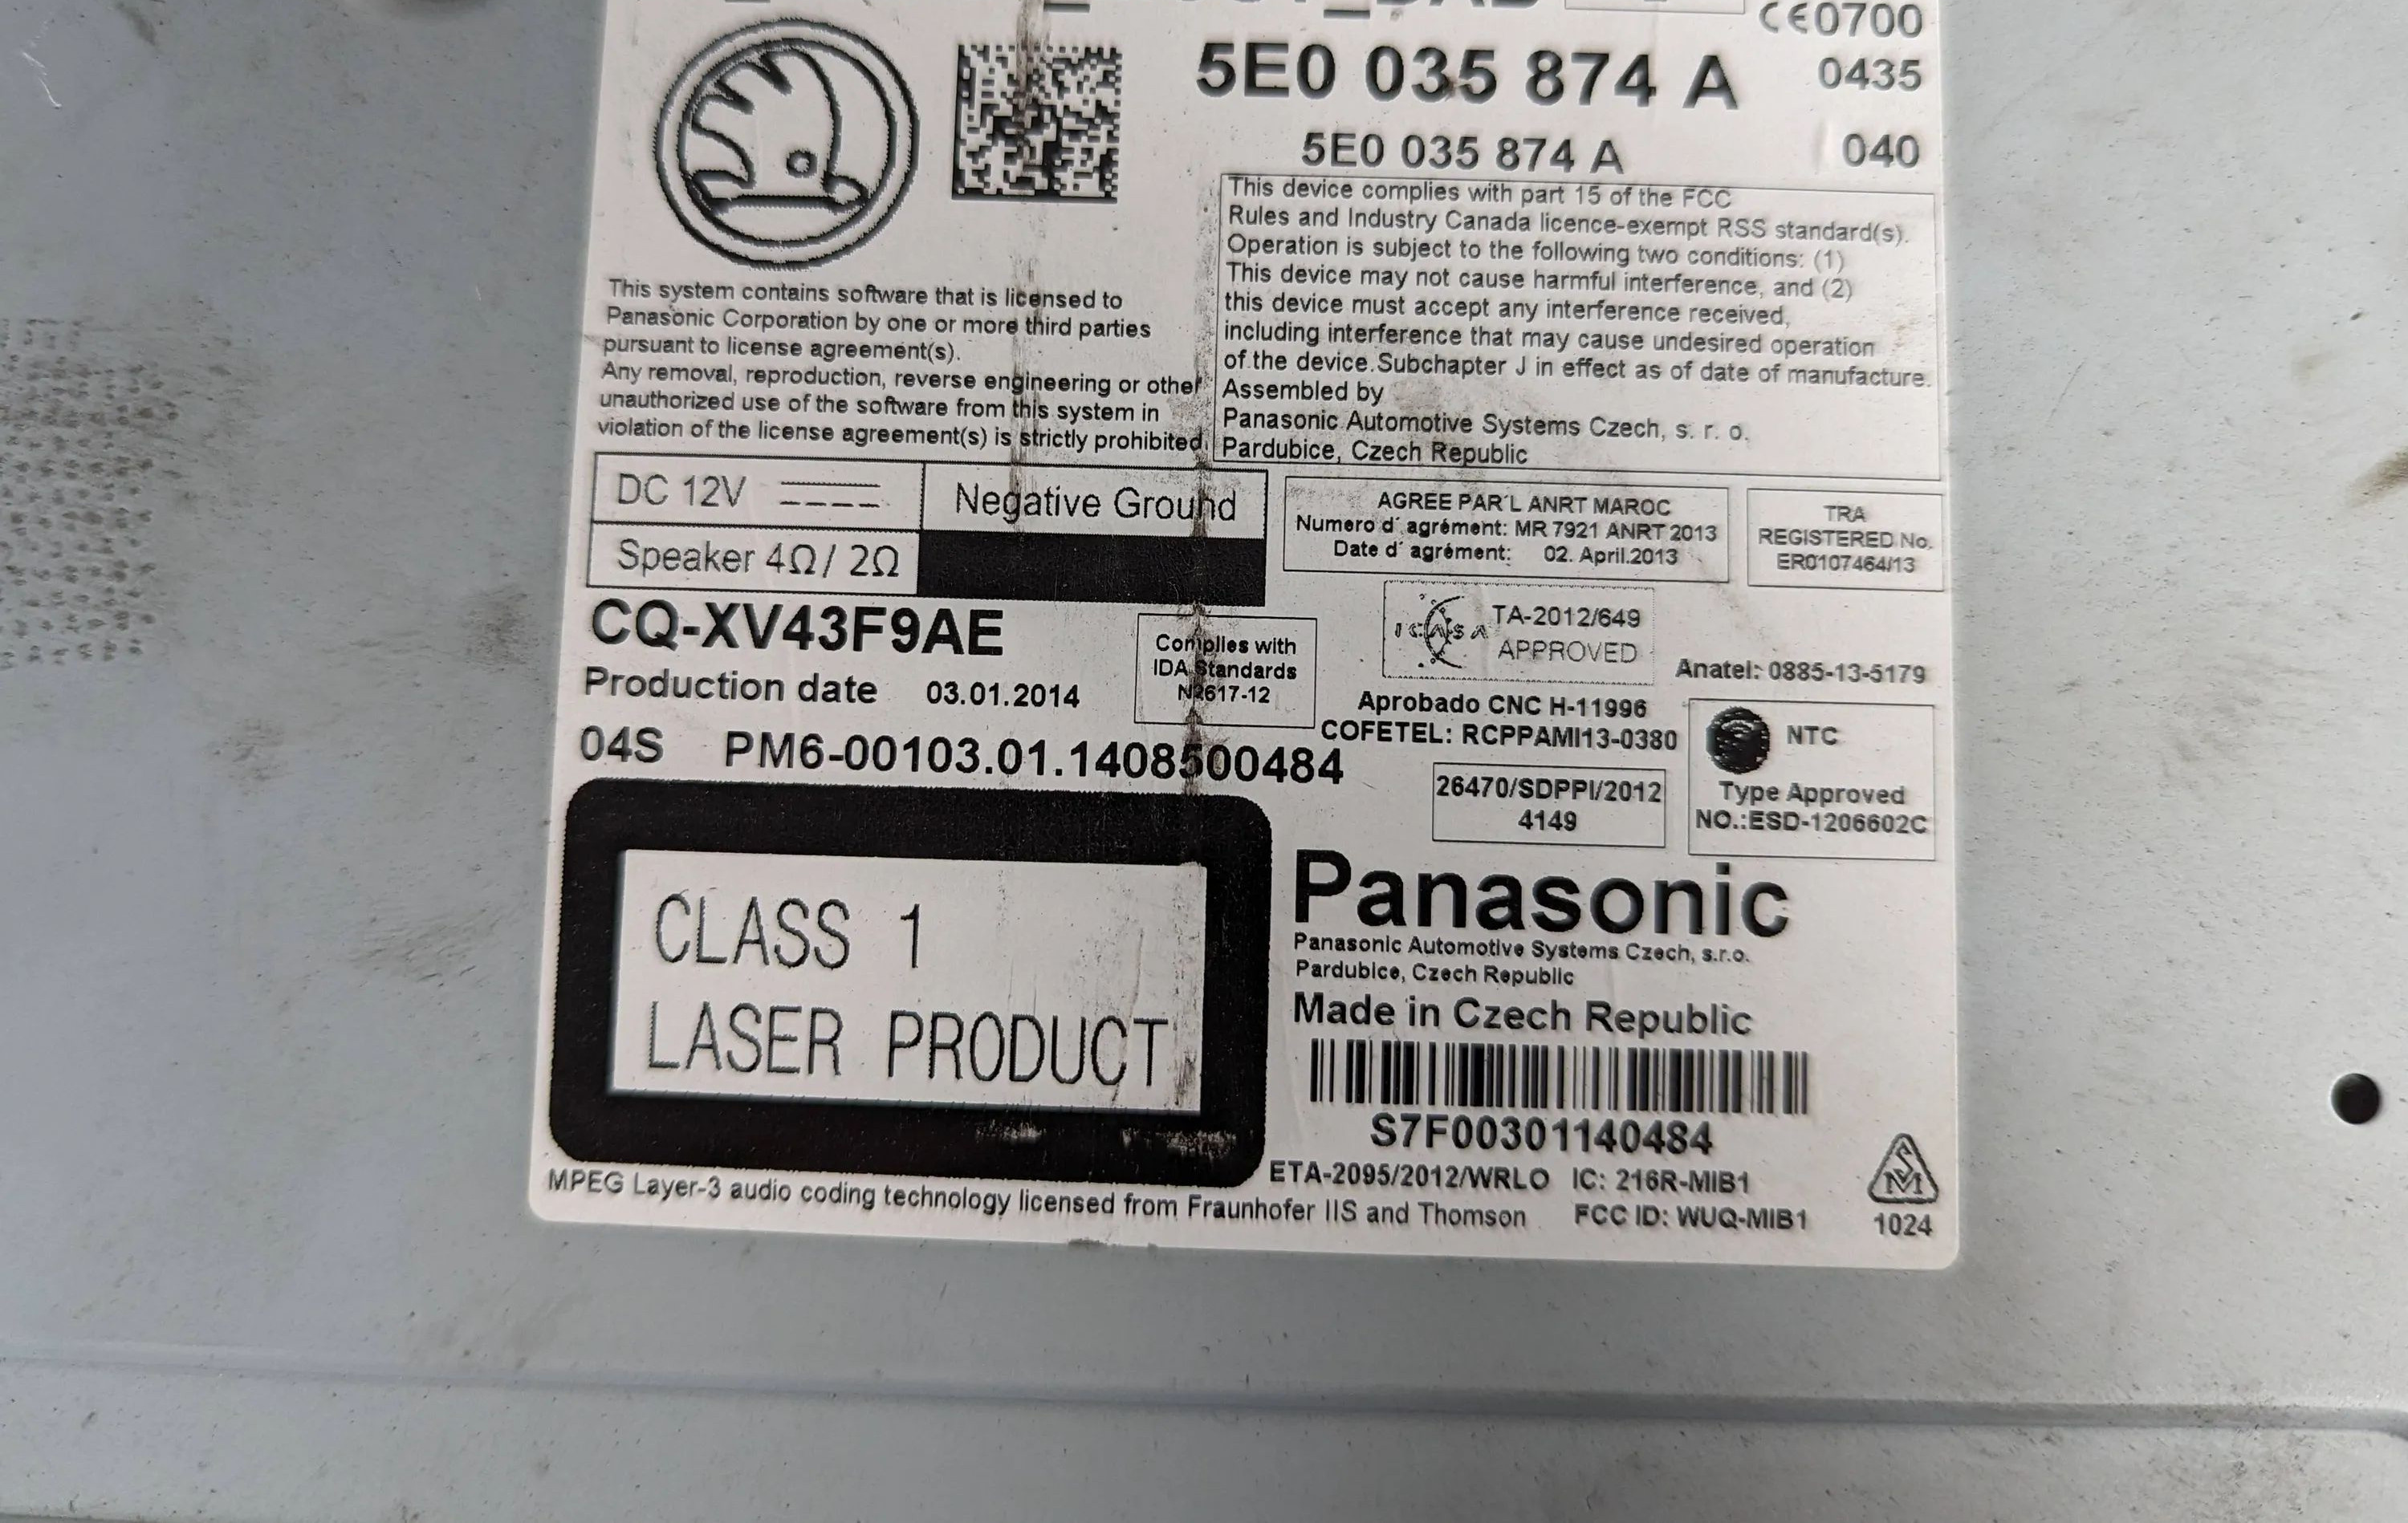 CE0700
5E0 035 874 A
0435
5E0 035 874 A
040
This device complies with part 15 of the FCC
Rules and Industry Canada licence-exempt RSS standard(s).
Operation is subject to the following two conditions: (1)
This device may not cause harmful interference, and (2)
this device must accept any interference received,
including interference that may cause undesired operation
of the device.Subchapter J in effect as of date of manufacture.
Assembled by
Panasonic Automotive Systems Czech, s. r. o.
Pardubice, Czech Republic
This system contains software that is licensed to
Panasonic Corporation by one or more third parties
pursuant to license agreement(s).
Any removal, reproduction, reverse engineering or other
unauthorized use of the software from this system in
violation of the license agreement(s) is strictly prohibited.
DC 12V
Negative Ground
Speaker 4Ω/ 2Ω
AGREE PAR´L ANRT MAROC
Numero d´ agrément: MR 7921 ANRT 2013
Date d´ agrément: 02. April.2013
TRA
REGISTERED No.
ER0107464/13
CQ-XV43F9AE
Production date 03.01.2014
Complies with
IDA Standards
N2617-12
ICASA
TA-2012/649
APPROVED
Anatel: 0885-13-5179
Aprobado CNC H-11996
COFETEL: RCPPAMI13-0380
04S PM6-00103.01.1408500484
NTC
Type Approved
NO.:ESD-1206602C
26470/SDPPI/2012
4149
CLASS 1
LASER PRODUCT
Panasonic
Panasonic Automotive Systems Czech, s.r.o.
Pardubice, Czech Republic
Made in Czech Republic
S7F00301140484
ETA-2095/2012/WRLO IC: 216R-MIB1
MPEG Layer-3 audio coding technology licensed from Fraunhofer IIS and Thomson
FCC ID: WUQ-MIB1
1024